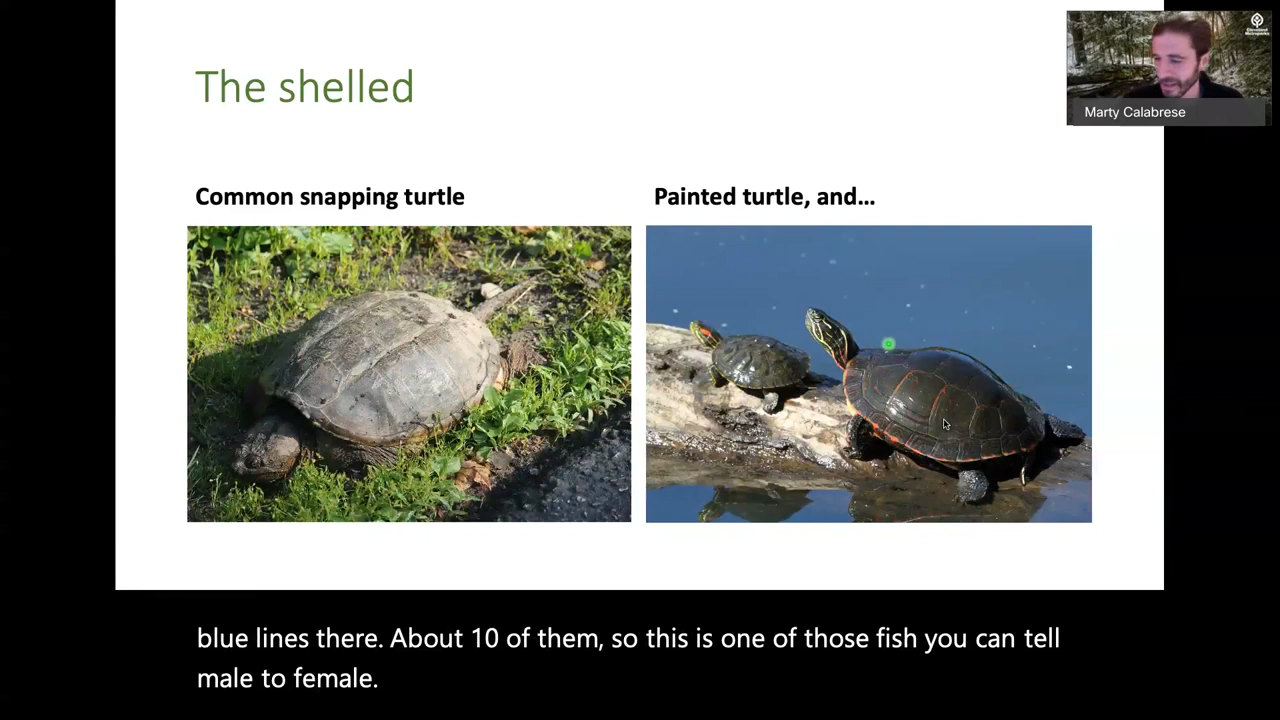 The shelled
Marty Calabrese
Common snapping turtle
Painted turtle, and…
blue lines there. About 10 of them, so this is one of those fish you can tell
male to female.